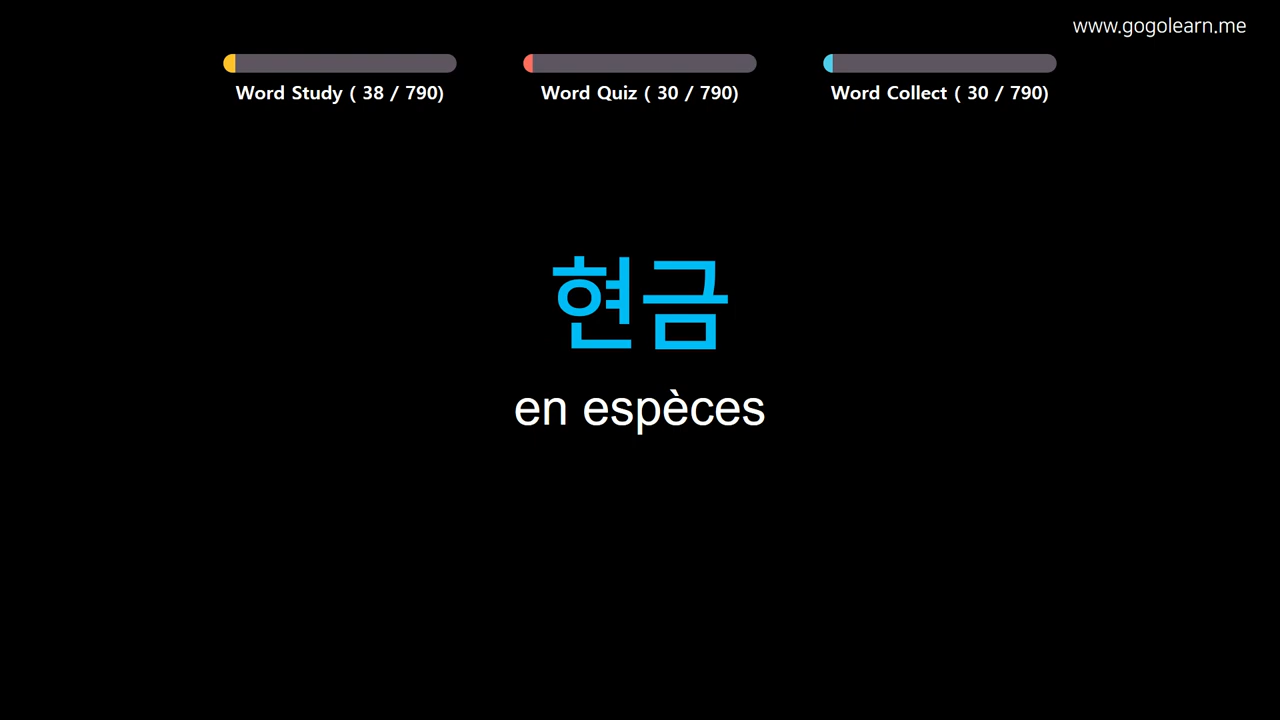 www.gogolearn.me
Word Study ( 38 / 790)
Word Quiz ( 30 / 790)
Word Collect ( 30 / 790)
현금
en espèces